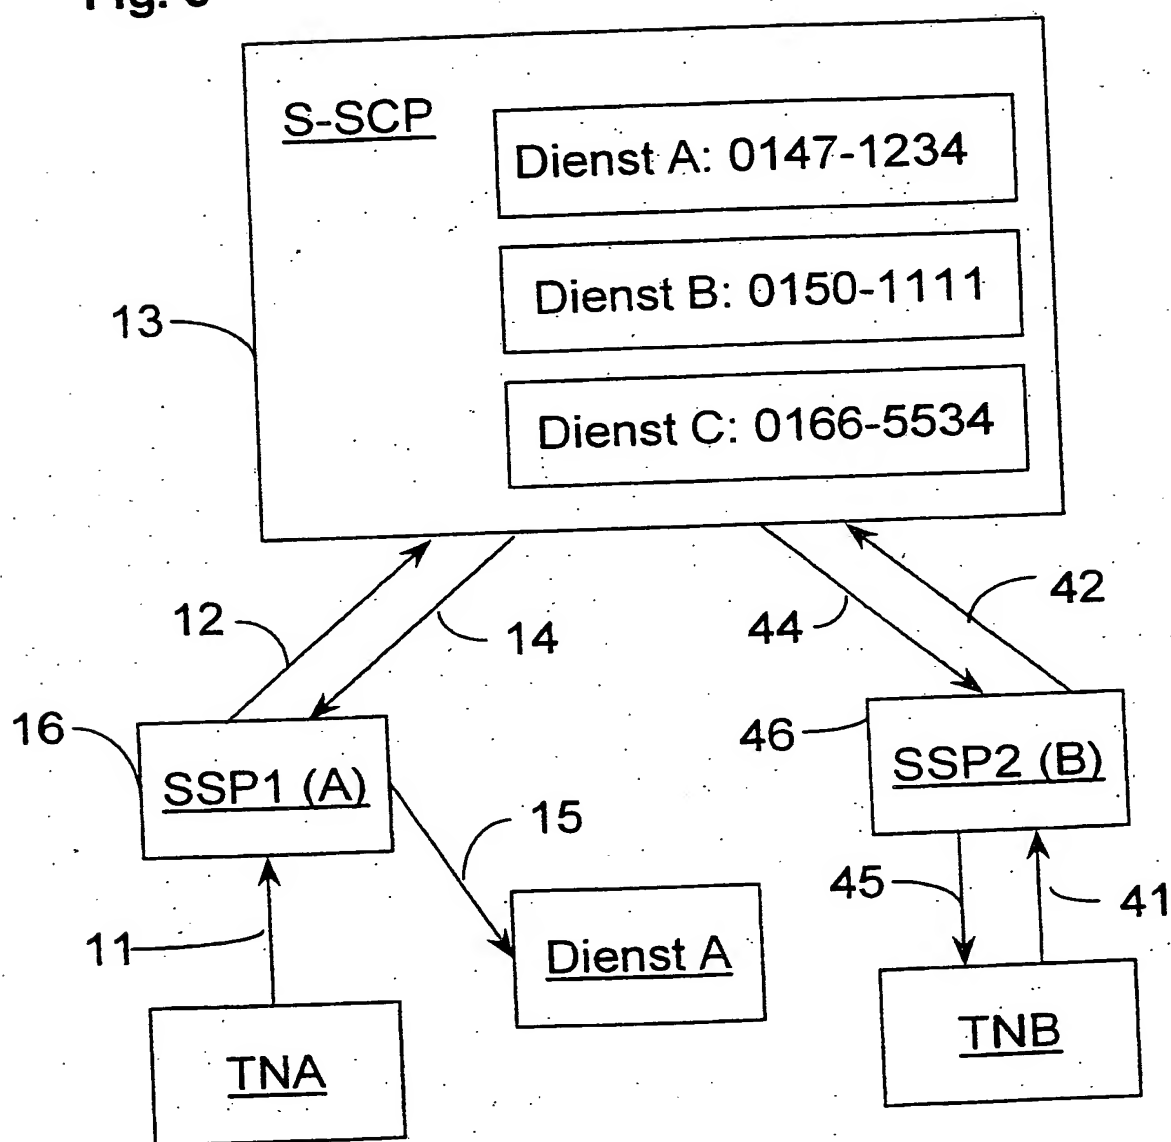 S-SCP
Dienst A: 0147-1234
Dienst B: 0150-1111
Dienst C: 0166-5534
13
12
14
44
42
16
SSP1 (A)
46
SSP2 (B)
15
45
41
11
Dienst A
TNA
TNB